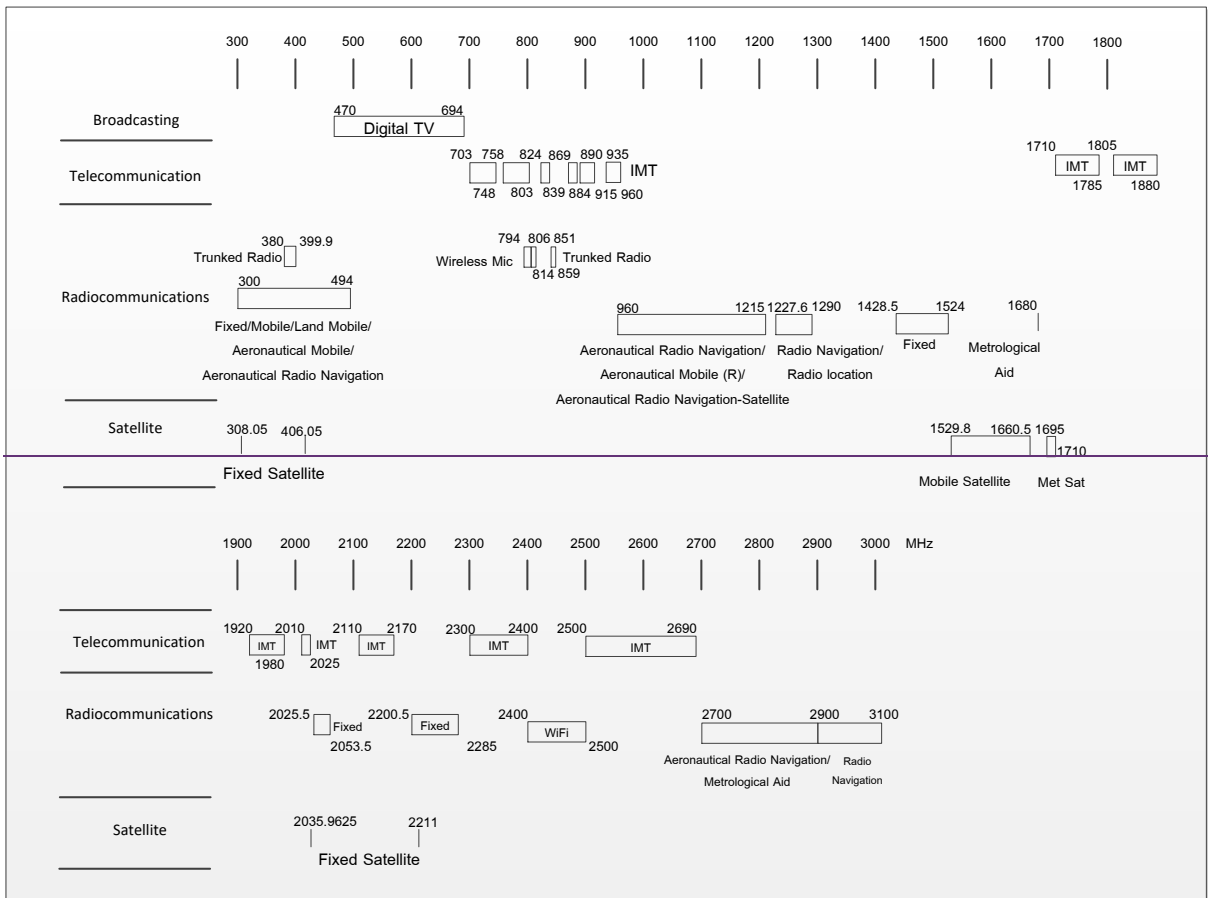 300 400 500 600 700 800 900 1000 1100 1200 1300 1400 1500 1600 1700 1800
Broadcasting
470 694
Digital TV
Telecommunication
703 758 824 869 890 935
IMT
748 803 839 884 915 960
1710 1805
IMT IMT
1785 1880
Radiocommunications
380 399.9
Trunked Radio
300 494
Fixed/Mobile/Land Mobile/
Aeronautical Mobile/
Aeronautical Radio Navigation
794 806 851
Wireless Mic Trunked Radio
814 859
960 1215
Aeronautical Radio Navigation/
Aeronautical Mobile (R)/
Aeronautical Radio Navigation-Satellite
1227.6 1290
Radio Navigation/
Radio location
1428.5 1524
Fixed
1680
Metrological
Aid
Satellite
308.05 406.05
Fixed Satellite
1529.8 1660.5
Mobile Satellite
1695
1710
Met Sat
1900 2000 2100 2200 2300 2400 2500 2600 2700 2800 2900 3000 MHz
Telecommunication
1920 2010 2110 2170 2300 2400 2500 2690
IMT IMT IMT IMT IMT
1980 2025
Radiocommunications
2025.5
Fixed
2053.5
2200.5
Fixed
2285
2400
WiFi
2500
2700 2900 3100
Aeronautical Radio Navigation/
Metrological Aid
Radio
Navigation
Satellite
2035.9625 2211
Fixed Satellite